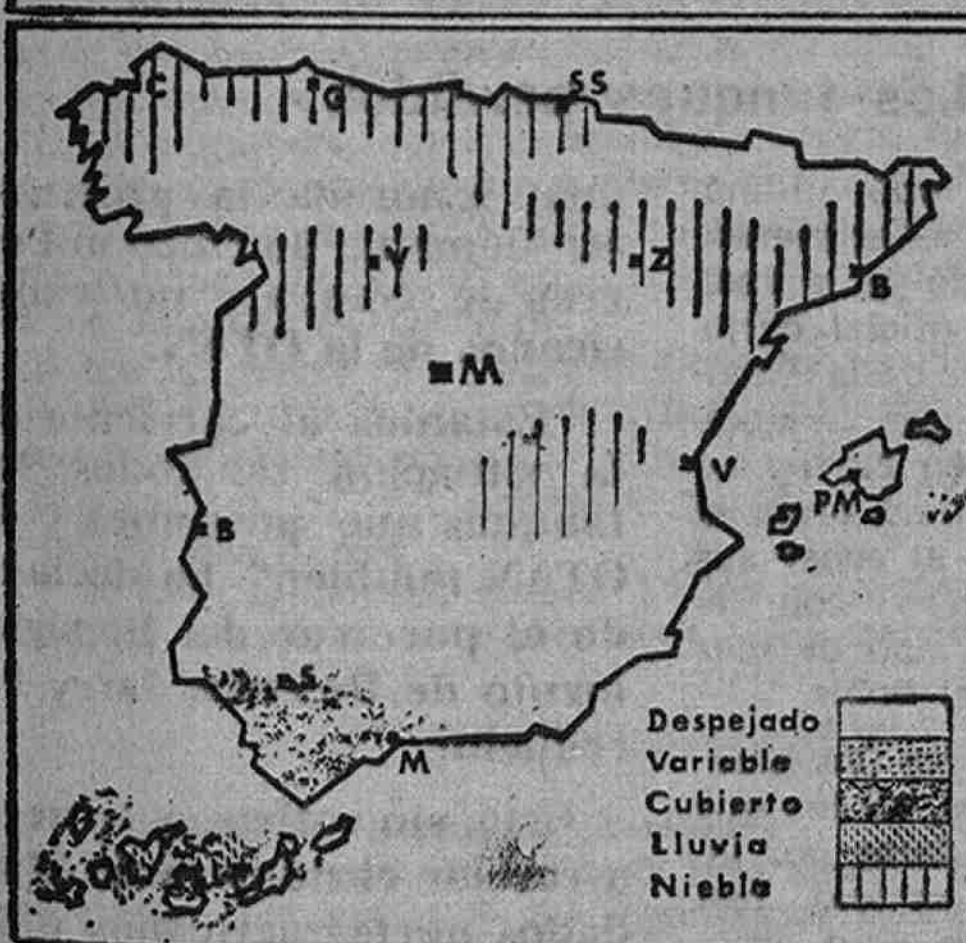 SS
C
G
V
Z
B
M
V
PM
B
S
M
Despejado
Variable
Cubierto
Lluvia
Niebla